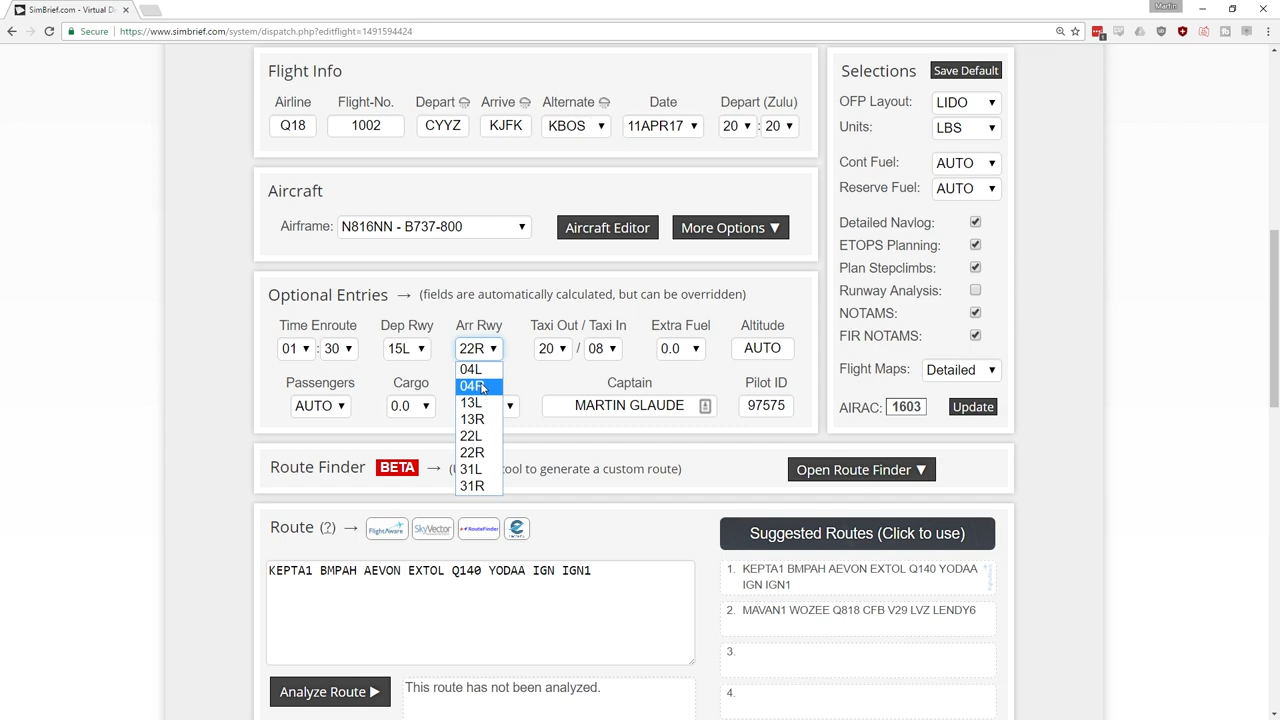 SimBrief.com - Virtual D
Martin
Secure
https://www.simbrief.com/system/dispatch.php?editflight=1491594424
Flight Info
Airline Flight-No. Depart Arrive Alternate Date Depart (Zulu)
Q18 1002 CYYZ KJFK KBOS 11APR17 20 : 20
Aircraft
Airframe: N816NN - B737-800 Aircraft Editor More Options ▼
Optional Entries → (fields are automatically calculated, but can be overridden)
Time Enroute Dep Rwy Arr Rwy Taxi Out / Taxi In Extra Fuel Altitude
01 : 30 15L 22R 20 / 08 0.0 AUTO
04L
04R
13L
13R
22L
22R
31L
31R
Passengers Cargo Captain Pilot ID
AUTO 0.0 MARTIN GLAUDE 97575
Route Finder BETA → tool to generate a custom route) Open Route Finder ▼
Route (?) → FlightAware SkyVector RouteFinder
KEPTA1 BMPAH AEVON EXTOL Q140 YODAA IGN IGN1
Analyze Route ▶ This route has not been analyzed.
Suggested Routes (Click to use)
1. KEPTA1 BMPAH AEVON EXTOL Q140 YODAA
IGN IGN1
2. MAVAN1 WOZEE Q818 CFB V29 LVZ LENDY6
3.
4.
Selections Save Default
OFP Layout: LIDO
Units: LBS
Cont Fuel: AUTO
Reserve Fuel: AUTO
Detailed Navlog:
ETOPS Planning:
Plan Stepclimbs:
Runway Analysis:
NOTAMS:
FIR NOTAMS:
Flight Maps: Detailed
AIRAC: 1603 Update